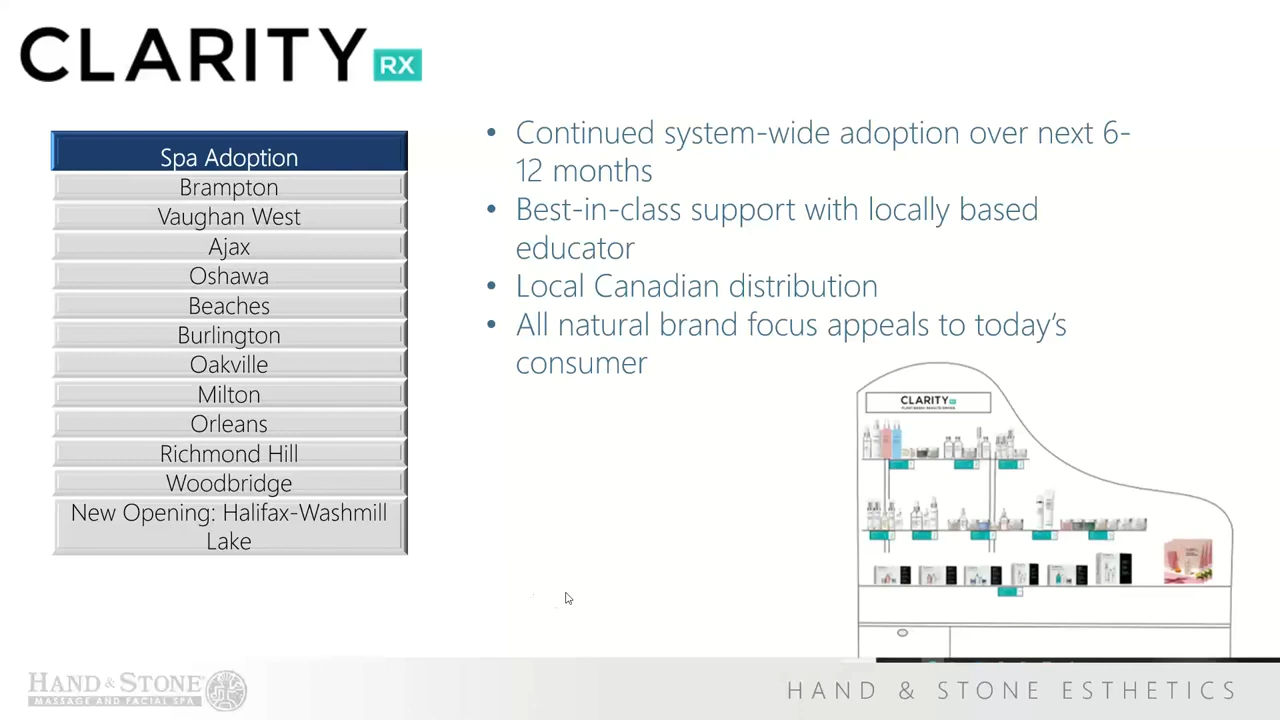 CLARITY RX
Spa Adoption
Brampton
Vaughan West
Ajax
Oshawa
Beaches
Burlington
Oakville
Milton
Orleans
Richmond Hill
Woodbridge
New Opening: Halifax-Washmill
Lake
• Continued system-wide adoption over next 6-
12 months
• Best-in-class support with locally based
educator
• Local Canadian distribution
• All natural brand focus appeals to today’s
consumer
CLARITY
HAND & STONE
MASSAGE AND FACIAL SPA
HAND & STONE ESTHETICS